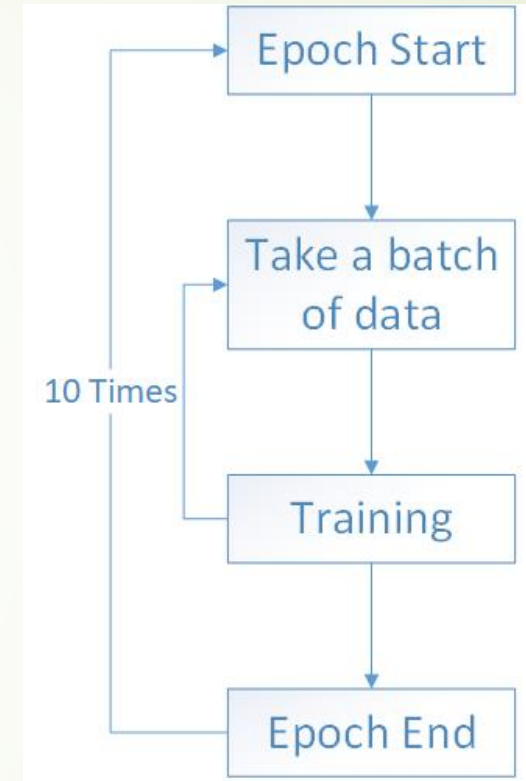 Epoch Start
Take a batch
of data
10 Times
Training
Epoch End